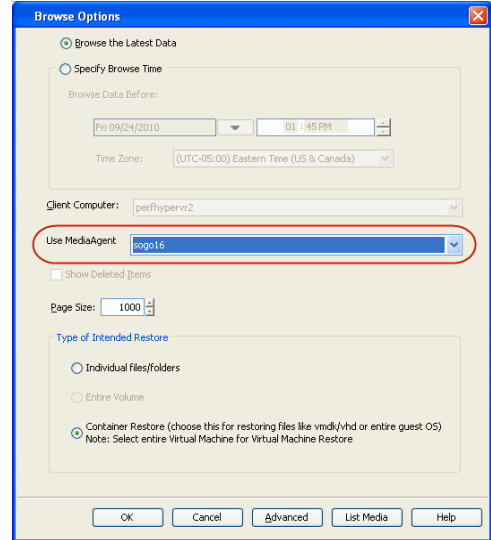 Browse Options
Browse the Latest Data
Specify Browse Time
Browse Data Before:
Fri 09/24/2010 01 : 45 PM
Time Zone: (UTC-05:00) Eastern Time (US & Canada)
Client Computer: perfhypervr2
Use MediaAgent sogo16
Show Deleted Items
Page Size: 1000
Type of Intended Restore
Individual files/folders
Entire Volume
Container Restore (choose this for restoring files like vmdk/vhd or entire guest OS)
Note: Select entire Virtual Machine for Virtual Machine Restore
OK Cancel Advanced List Media Help